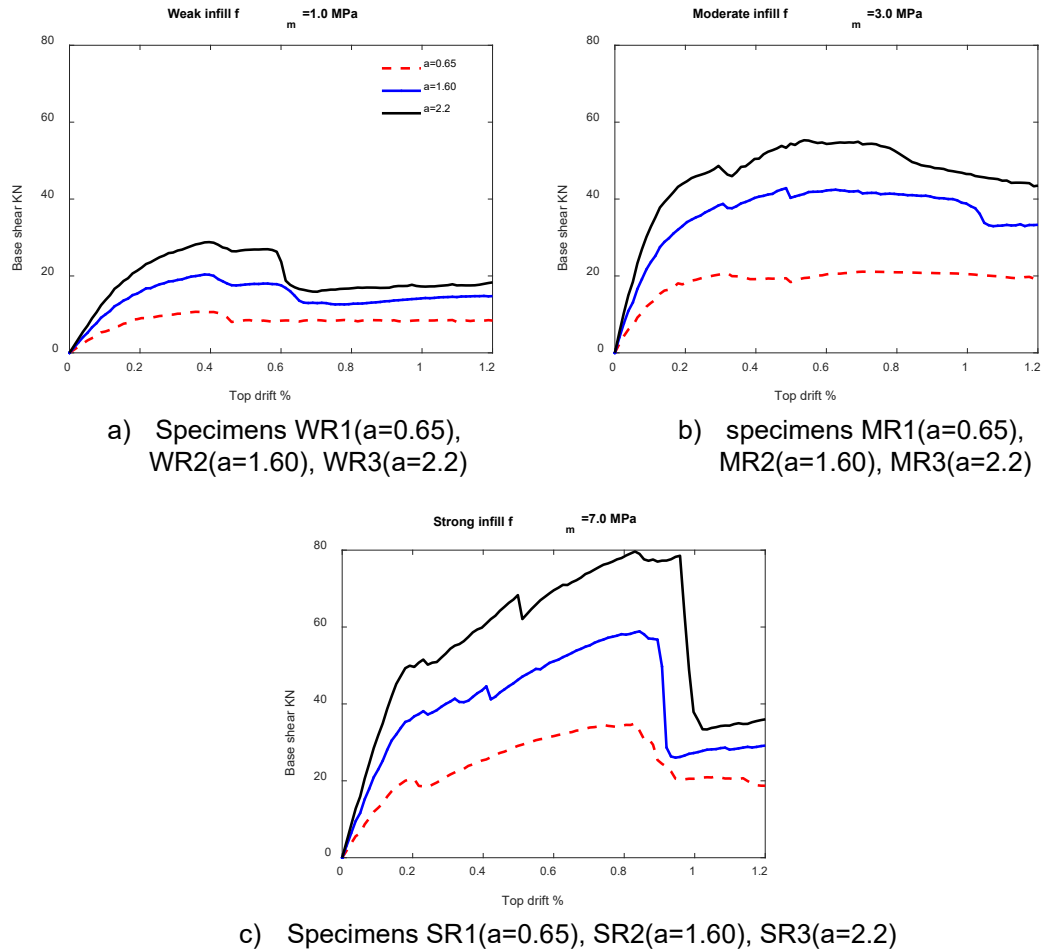 Weak infill f m =1.0 MPa
80
60
40
20
0
Base shear KN
a=0.65
a=1.60
a=2.2
0 0.2 0.4 0.6 0.8 1 1.2
Top drift %
a) Specimens WR1(a=0.65),
WR2(a=1.60), WR3(a=2.2)
Moderate infill f m =3.0 MPa
80
60
40
20
0
Base shear KN
0 0.2 0.4 0.6 0.8 1 1.2
Top drift %
b) specimens MR1(a=0.65),
MR2(a=1.60), MR3(a=2.2)
Strong infill f m =7.0 MPa
80
60
40
20
0
Base shear KN
0 0.2 0.4 0.6 0.8 1 1.2
Top drift %
c) Specimens SR1(a=0.65), SR2(a=1.60), SR3(a=2.2)